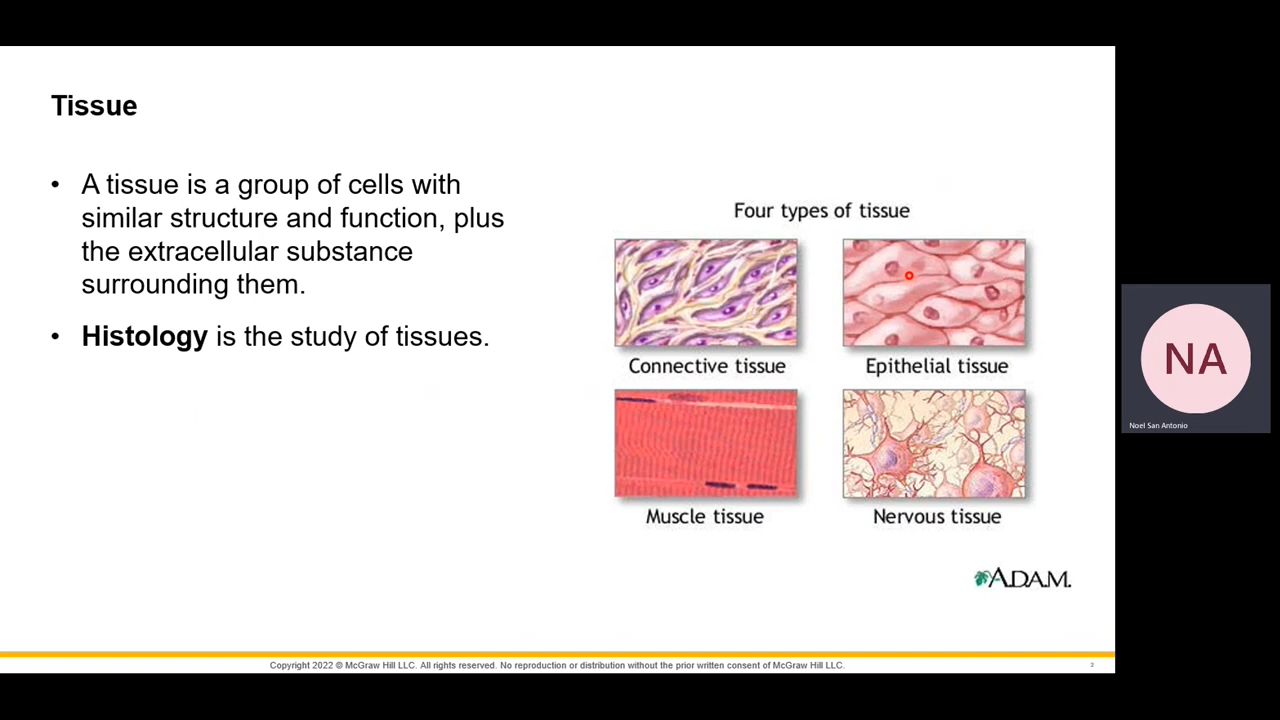 Tissue
• A tissue is a group of cells with
similar structure and function, plus
the extracellular substance
surrounding them.
• Histology is the study of tissues.
Four types of tissue
Connective tissue
Epithelial tissue
Muscle tissue
Nervous tissue
A.D.A.M.
NA
Noel San Antonio
Copyright 2022 © McGraw Hill LLC. All rights reserved. No reproduction or distribution without the prior written consent of McGraw Hill LLC.
2